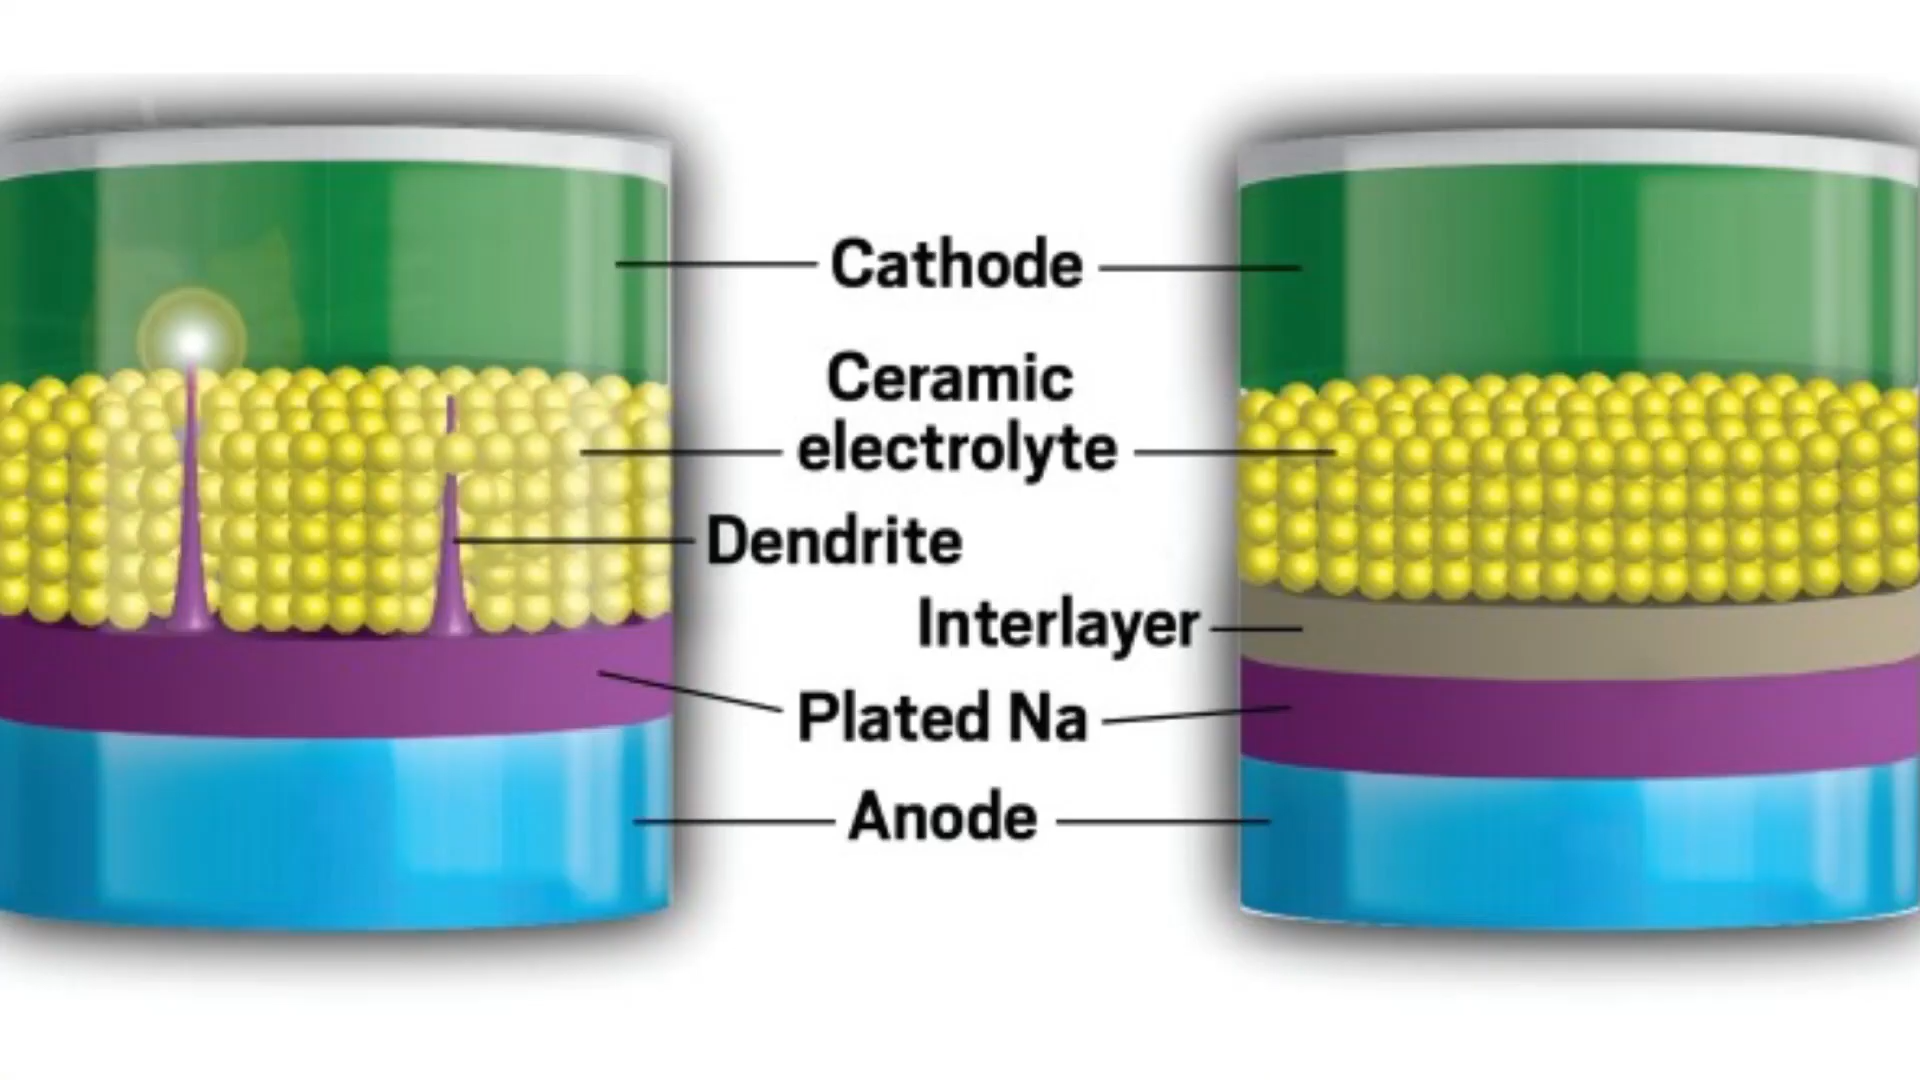 Cathode
Ceramic
electrolyte
Dendrite
Interlayer
Plated Na
Anode